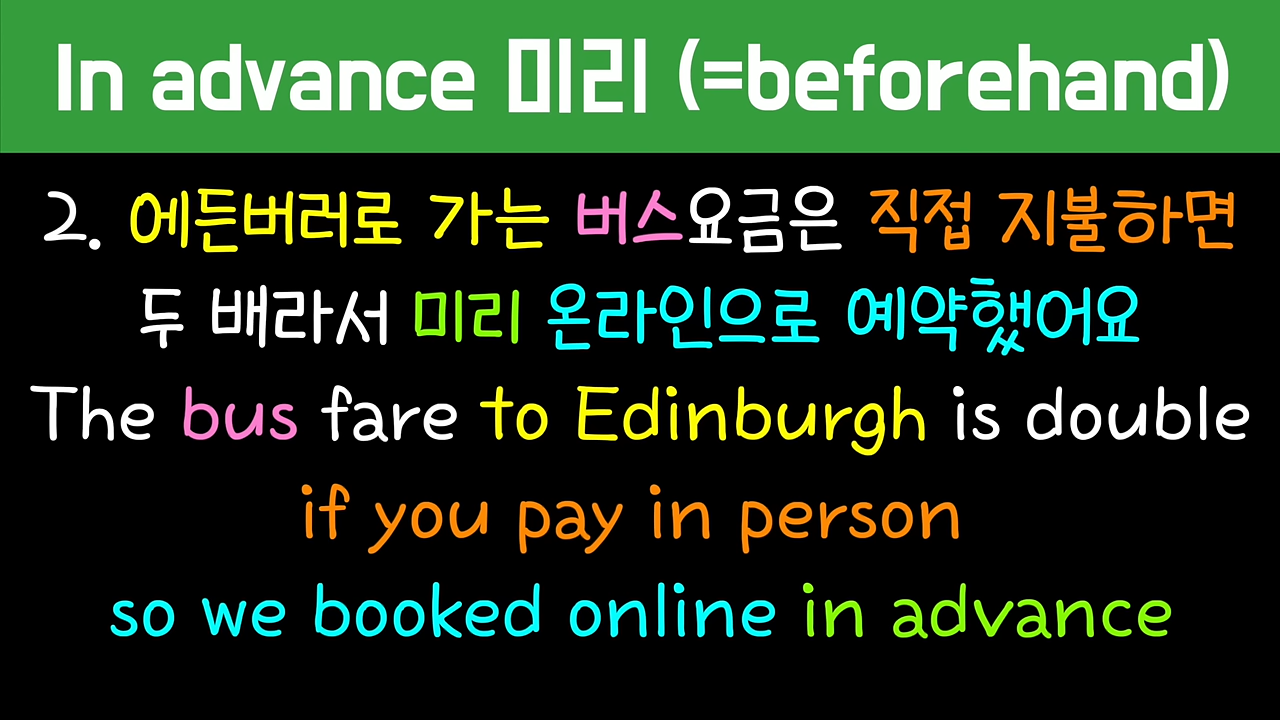 In advance 미리 (=beforehand)
2. 에든버러로 가는 버스요금은 직접 지불하면
두 배라서 미리 온라인으로 예약했어요
The bus fare to Edinburgh is double
if you pay in person
so we booked online in advance